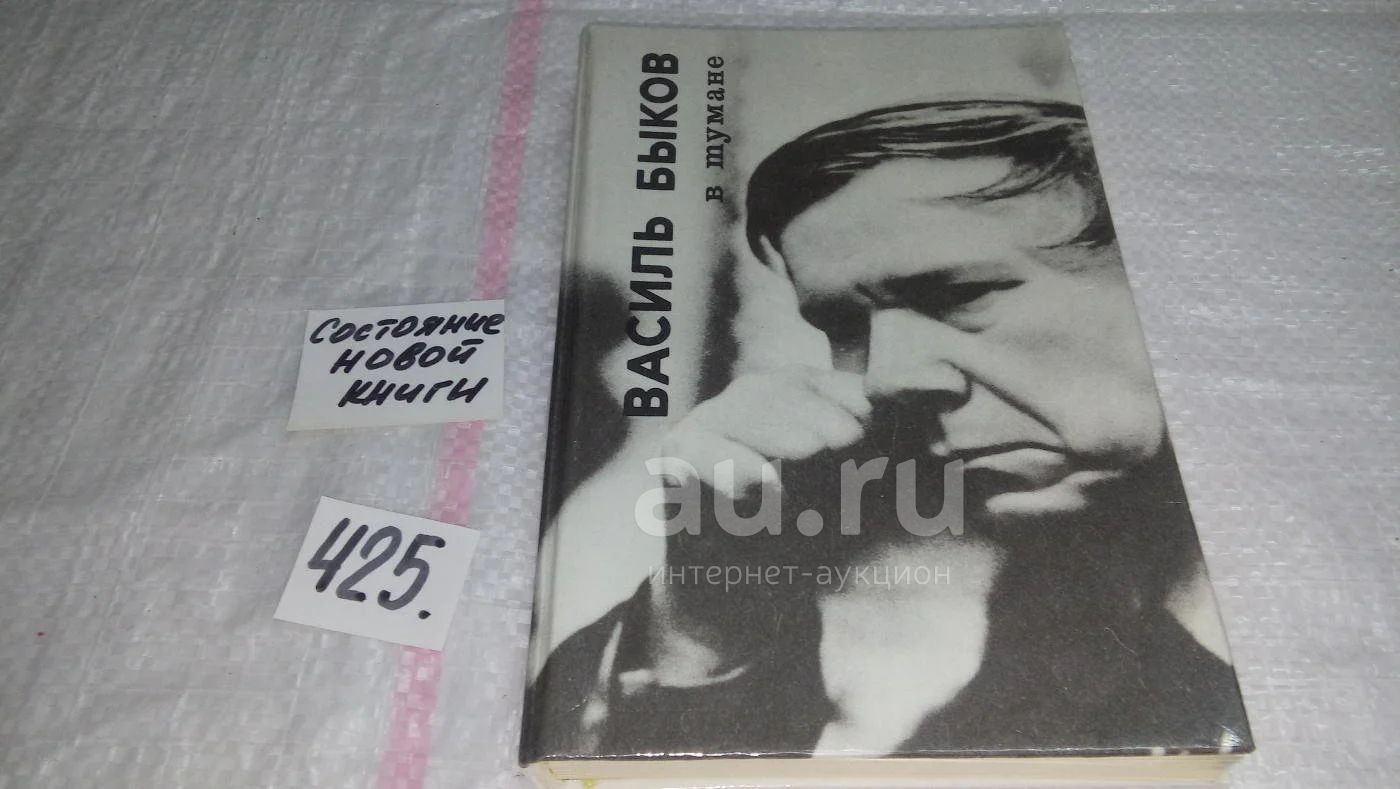 ВАСИЛЬ БЫКОВ
в тумане
Состояние
новой
книги
425.
au.ru
интернет-аукцион